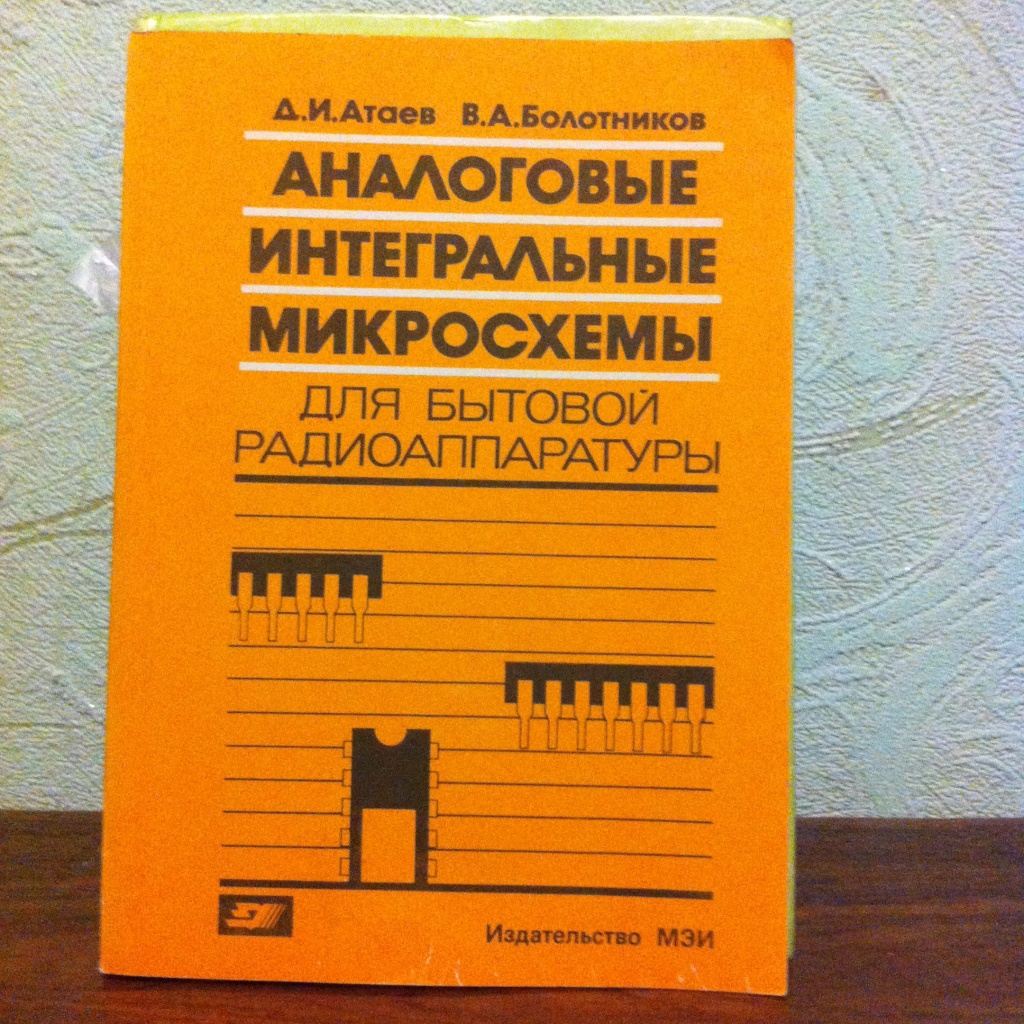 Д.И.Атаев В.А.Болотников
АНАЛОГОВЫЕ
ИНТЕГРАЛЬНЫЕ
МИКРОСХЕМЫ
ДЛЯ БЫТОВОЙ
РАДИОАППАРАТУРЫ
Издательство МЭИ